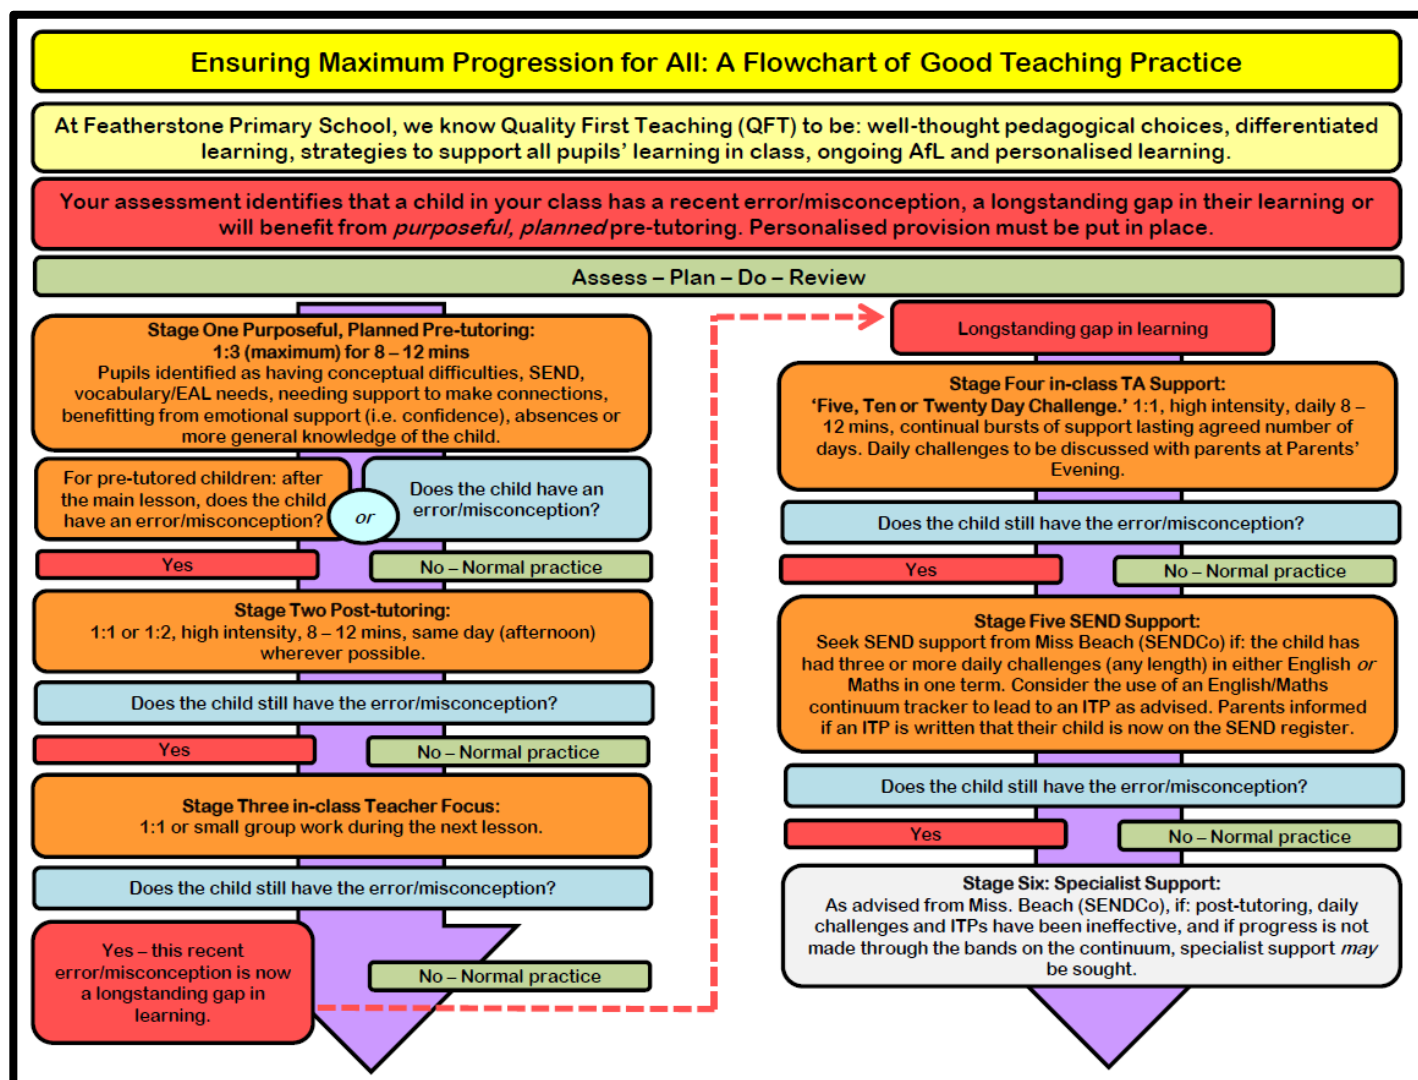 Ensuring Maximum Progression for All: A Flowchart of Good Teaching Practice
At Featherstone Primary School, we know Quality First Teaching (QFT) to be: well-thought pedagogical choices, differentiated
learning, strategies to support all pupils' learning in class, ongoing AfL and personalised learning.
Your assessment identifies that a child in your class has a recent error/misconception, a longstanding gap in their learning or
will benefit from purposeful, planned pre-tutoring. Personalised provision must be put in place.
Assess – Plan – Do – Review
Stage One Purposeful, Planned Pre-tutoring:
1:3 (maximum) for 8 – 12 mins
Pupils identified as having conceptual difficulties, SEND,
vocabulary/EAL needs, needing support to make connections,
benefitting from emotional support (i.e. confidence), absences or
more general knowledge of the child.
For pre-tutored children: after
the main lesson, does the child
have an error/misconception?
or
Does the child have an
error/misconception?
Yes
No – Normal practice
Stage Two Post-tutoring:
1:1 or 1:2, high intensity, 8 – 12 mins, same day (afternoon)
wherever possible.
Does the child still have the error/misconception?
Yes
No – Normal practice
Stage Three in-class Teacher Focus:
1:1 or small group work during the next lesson.
Does the child still have the error/misconception?
Yes – this recent
error/misconception is now
a longstanding gap in
learning.
No – Normal practice
Longstanding gap in learning
Stage Four in-class TA Support:
'Five, Ten or Twenty Day Challenge.' 1:1, high intensity, daily 8 –
12 mins, continual bursts of support lasting agreed number of
days. Daily challenges to be discussed with parents at Parents'
Evening.
Does the child still have the error/misconception?
Yes
No – Normal practice
Stage Five SEND Support:
Seek SEND support from Miss Beach (SENDCo) if: the child has
had three or more daily challenges (any length) in either English or
Maths in one term. Consider the use of an English/Maths
continuum tracker to lead to an ITP as advised. Parents informed
if an ITP is written that their child is now on the SEND register.
Does the child still have the error/misconception?
Yes
No – Normal practice
Stage Six: Specialist Support:
As advised from Miss. Beach (SENDCo), if: post-tutoring, daily
challenges and ITPs have been ineffective, and if progress is not
made through the bands on the continuum, specialist support may
be sought.